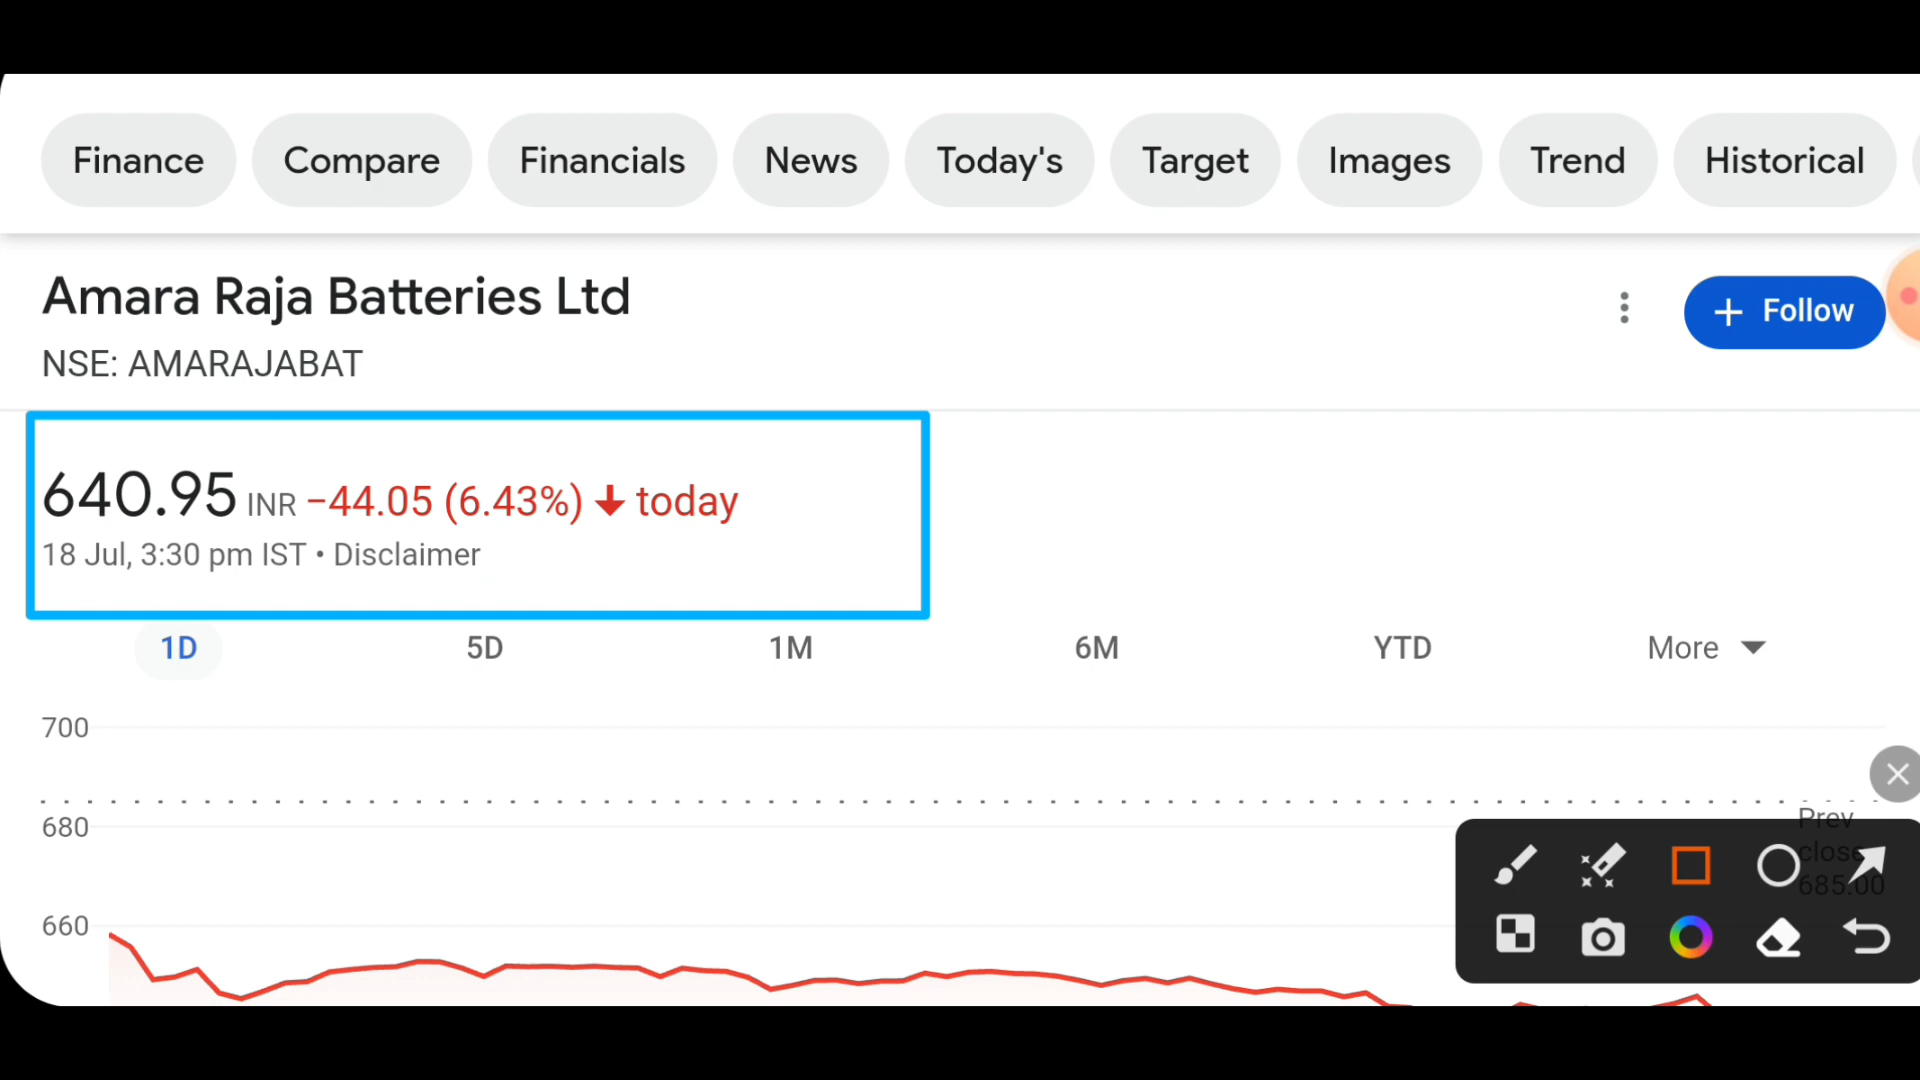 Finance Compare Financials News Today's Target Images Trend Historical
Amara Raja Batteries Ltd
Follow
NSE: AMARAJABAT
640.95 INR −44.05 (6.43%) today
18 Jul, 3:30 pm IST • Disclaimer
1D 5D 1M 6M YTD More
700
680
Prev
close
685.00
660